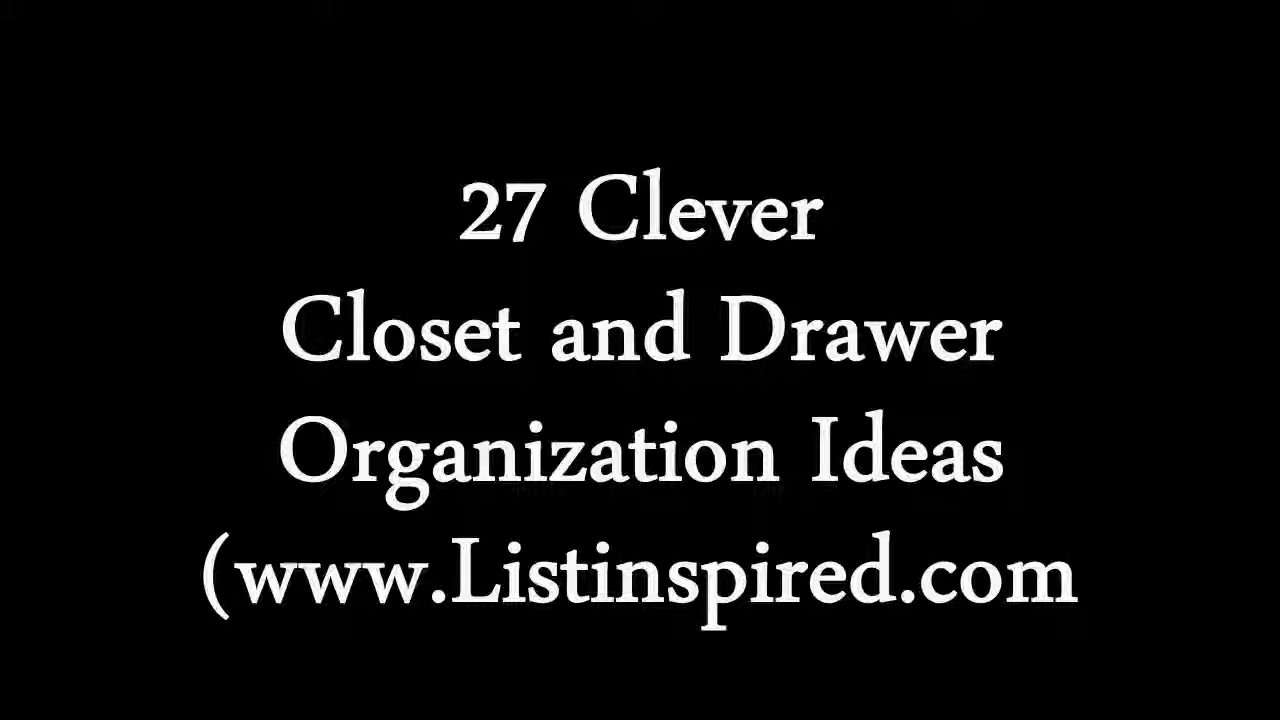 27 Clever
Closet and Drawer
Organization Ideas
(www.Listinspired.com